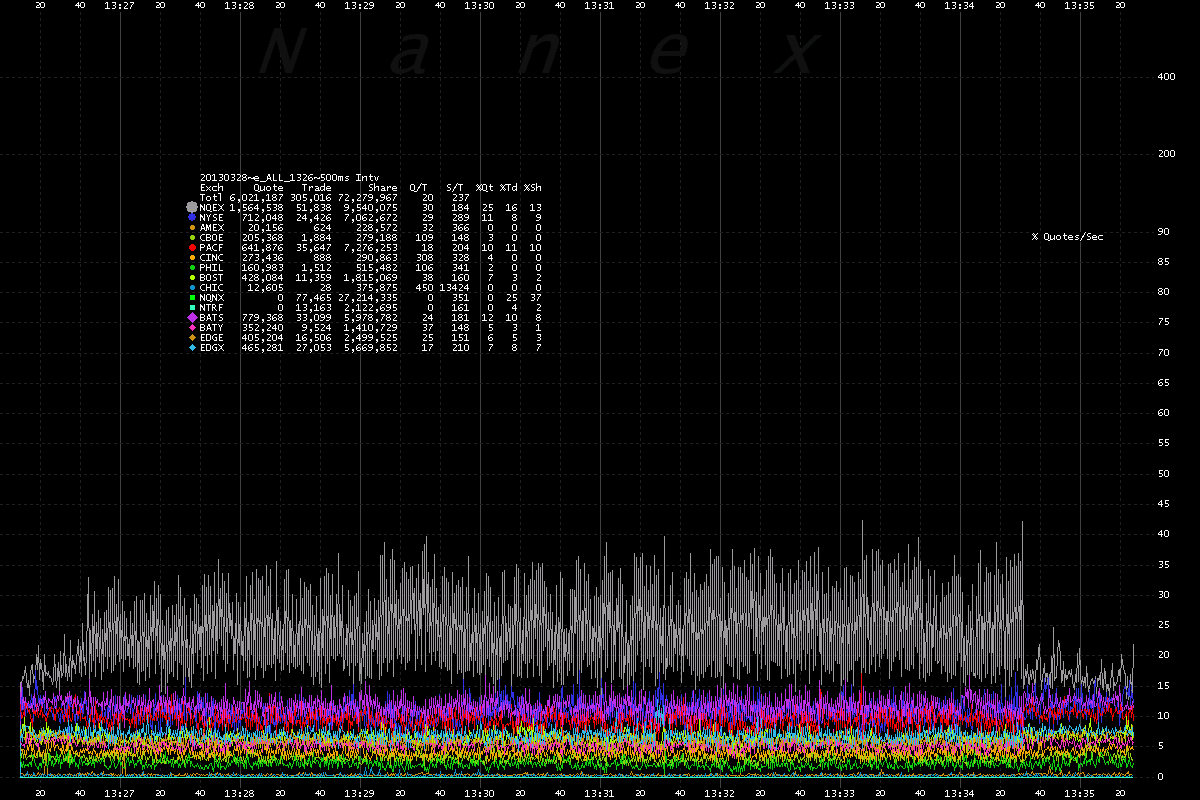 20 40 13:27 20 40 13:28 20 40 13:29 20 40 13:30 20 40 13:31 20 40 13:32 20 40 13:33 20 40 13:34 20 40 13:35 20
N a n e x
400
200
20130328~e_ALL_1326~500ms Intv
Exch Quote Trade Share Q/T S/T %Qt %Td %Sh
Totl 6,021,187 305,016 72,279,967 20 237
NQEX 1,564,538 51,838 9,540,075 30 184 25 16 13
NYSE 712,048 24,426 7,062,672 29 289 11 8 9
AMEX 20,156 624 228,572 32 366 0 0 0
CBOE 205,368 1,884 279,188 109 148 3 0 0
PACF 641,876 35,647 7,276,253 18 204 10 11 10
CINC 273,436 888 290,863 308 328 4 0 0
PHIL 160,983 1,512 515,482 106 341 2 0 0
BOST 428,084 11,359 1,815,069 38 160 7 3 2
CHIC 12,605 28 375,875 450 13424 0 0 0
NQNX 0 77,465 27,214,335 0 351 0 25 37
NTRF 0 13,163 2,122,695 0 161 0 4 2
BATS 779,368 33,099 5,978,782 24 181 12 10 8
BATY 352,240 9,524 1,410,729 37 148 5 3 1
EDGE 405,204 16,506 2,499,525 25 151 6 5 3
EDGX 465,281 27,053 5,669,852 17 210 7 8 7
90
% Quotes/Sec
85
80
75
70
65
60
55
50
45
40
35
30
25
20
15
10
5
0
20 40 13:27 20 40 13:28 20 40 13:29 20 40 13:30 20 40 13:31 20 40 13:32 20 40 13:33 20 40 13:34 20 40 13:35 20